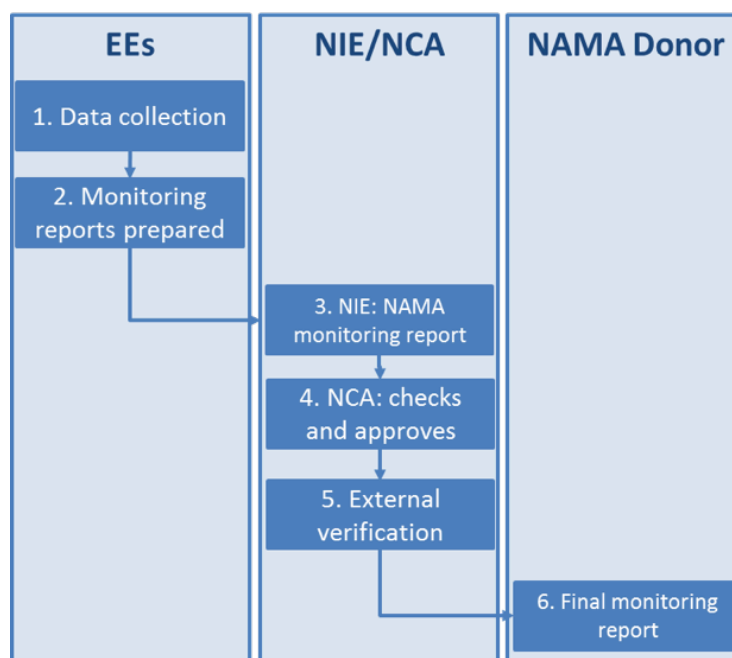 EEs
NIE/NCA
NAMA Donor
1. Data collection
2. Monitoring
reports prepared
3. NIE: NAMA
monitoring report
4. NCA: checks
and approves
5. External
verification
6. Final monitoring
report